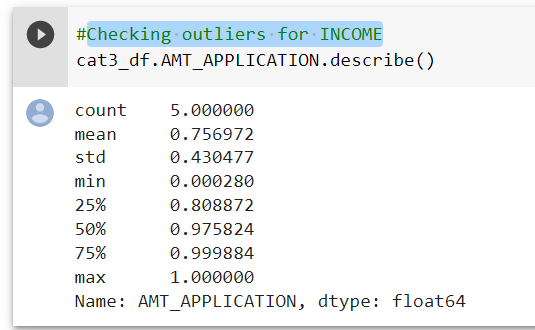 #Checking outliers for INCOME
cat3_df.AMT_APPLICATION.describe()
count    5.000000
mean     0.756972
std      0.430477
min      0.000280
25%      0.808872
50%      0.975824
75%      0.999884
max      1.000000
Name: AMT_APPLICATION, dtype: float64